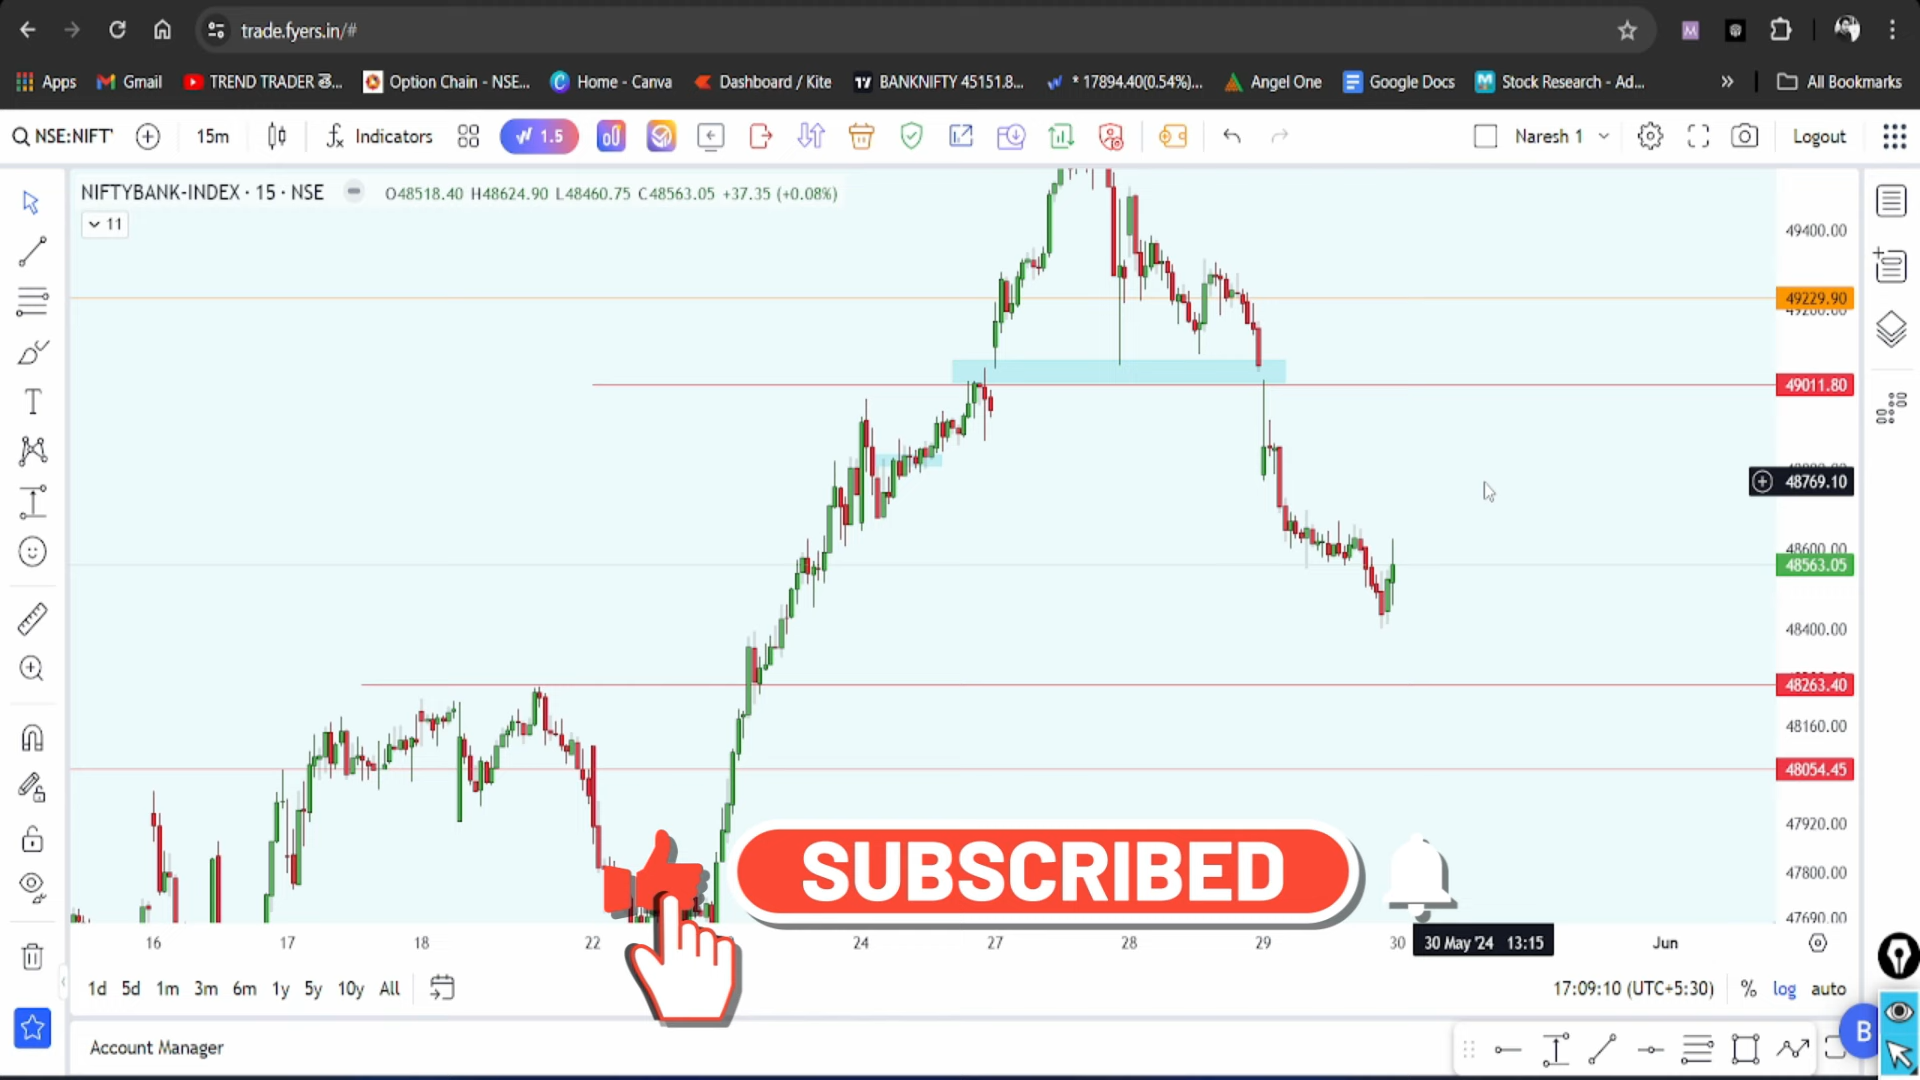 trade.fyers.in/#
Apps
Gmail
TREND TRADER తె...
Option Chain - NSE...
Home - Canva
Dashboard / Kite
BANKNIFTY 45151.8...
* 17894.40(0.54%)...
Angel One
Google Docs
Stock Research - Ad...
»
All Bookmarks
NSE:NIFT'
15m
Indicators
1.5
Naresh 1
Logout
NIFTYBANK-INDEX · 15 · NSE
O48518.40 H48624.90 L48460.75 C48563.05 +37.35 (+0.08%)
11
49400.00
49229.90
49200.00
49011.80
48769.10
48600.00
48563.05
48400.00
48263.40
48160.00
48054.45
47920.00
47800.00
47690.00
SUBSCRIBED
16 17 18 22 24 27 28 29 30
30 May '24 13:15
Jun
1d 5d 1m 3m 6m 1y 5y 10y All
17:09:10 (UTC+5:30)
% log auto
B
Account Manager